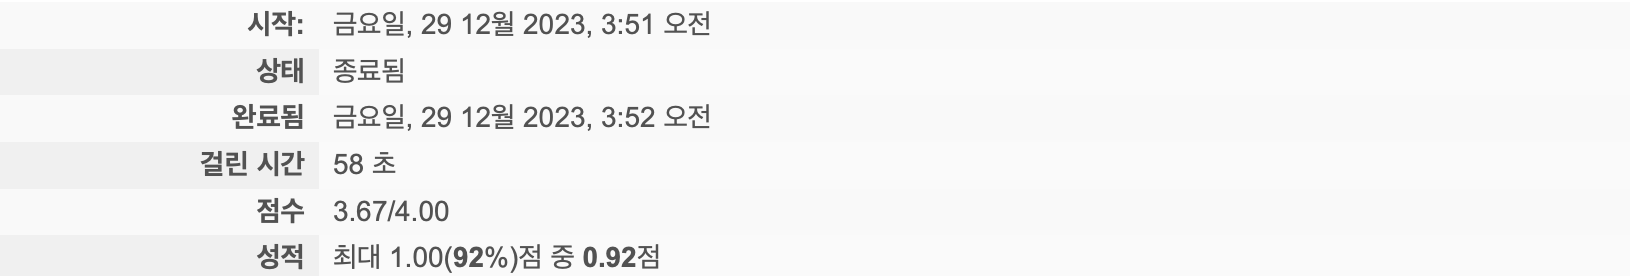 시작: 금요일, 29 12월 2023, 3:51 오전
상태 종료됨
완료됨 금요일, 29 12월 2023, 3:52 오전
걸린 시간 58 초
점수 3.67/4.00
성적 최대 1.00(92%)점 중 0.92점